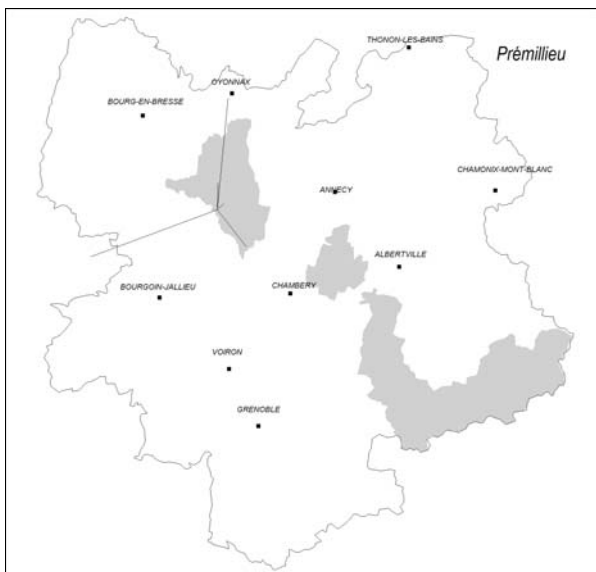 THONON-LES-BAINS
Prémillieu
OYONNAX
BOURG-EN-BRESSE
CHAMONIX-MONT-BLANC
ANNECY
ALBERTVILLE
BOURGOIN-JALLIEU
CHAMBERY
VOIRON
GRENOBLE